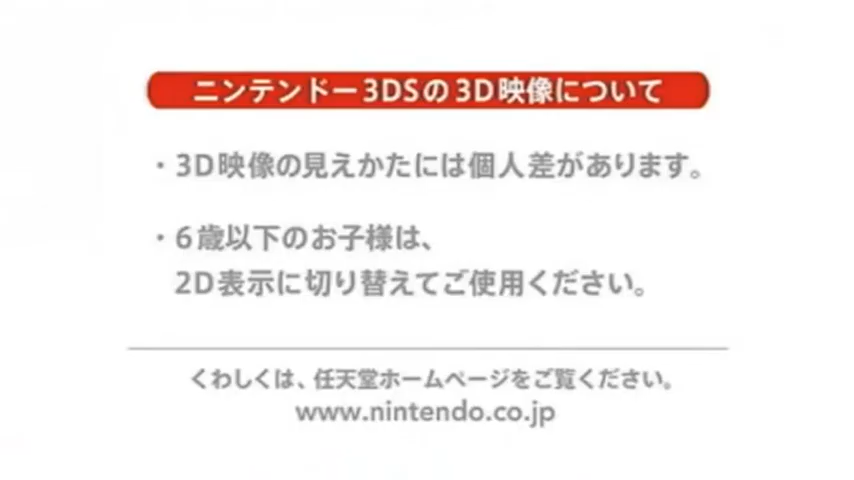 ニンテンドー3DSの3D映像について
・3D映像の見えかたには個人差があります。
・6歳以下のお子様は、
2D表示に切り替えてご使用ください。
くわしくは、任天堂ホームページをご覧ください。
www.nintendo.co.jp